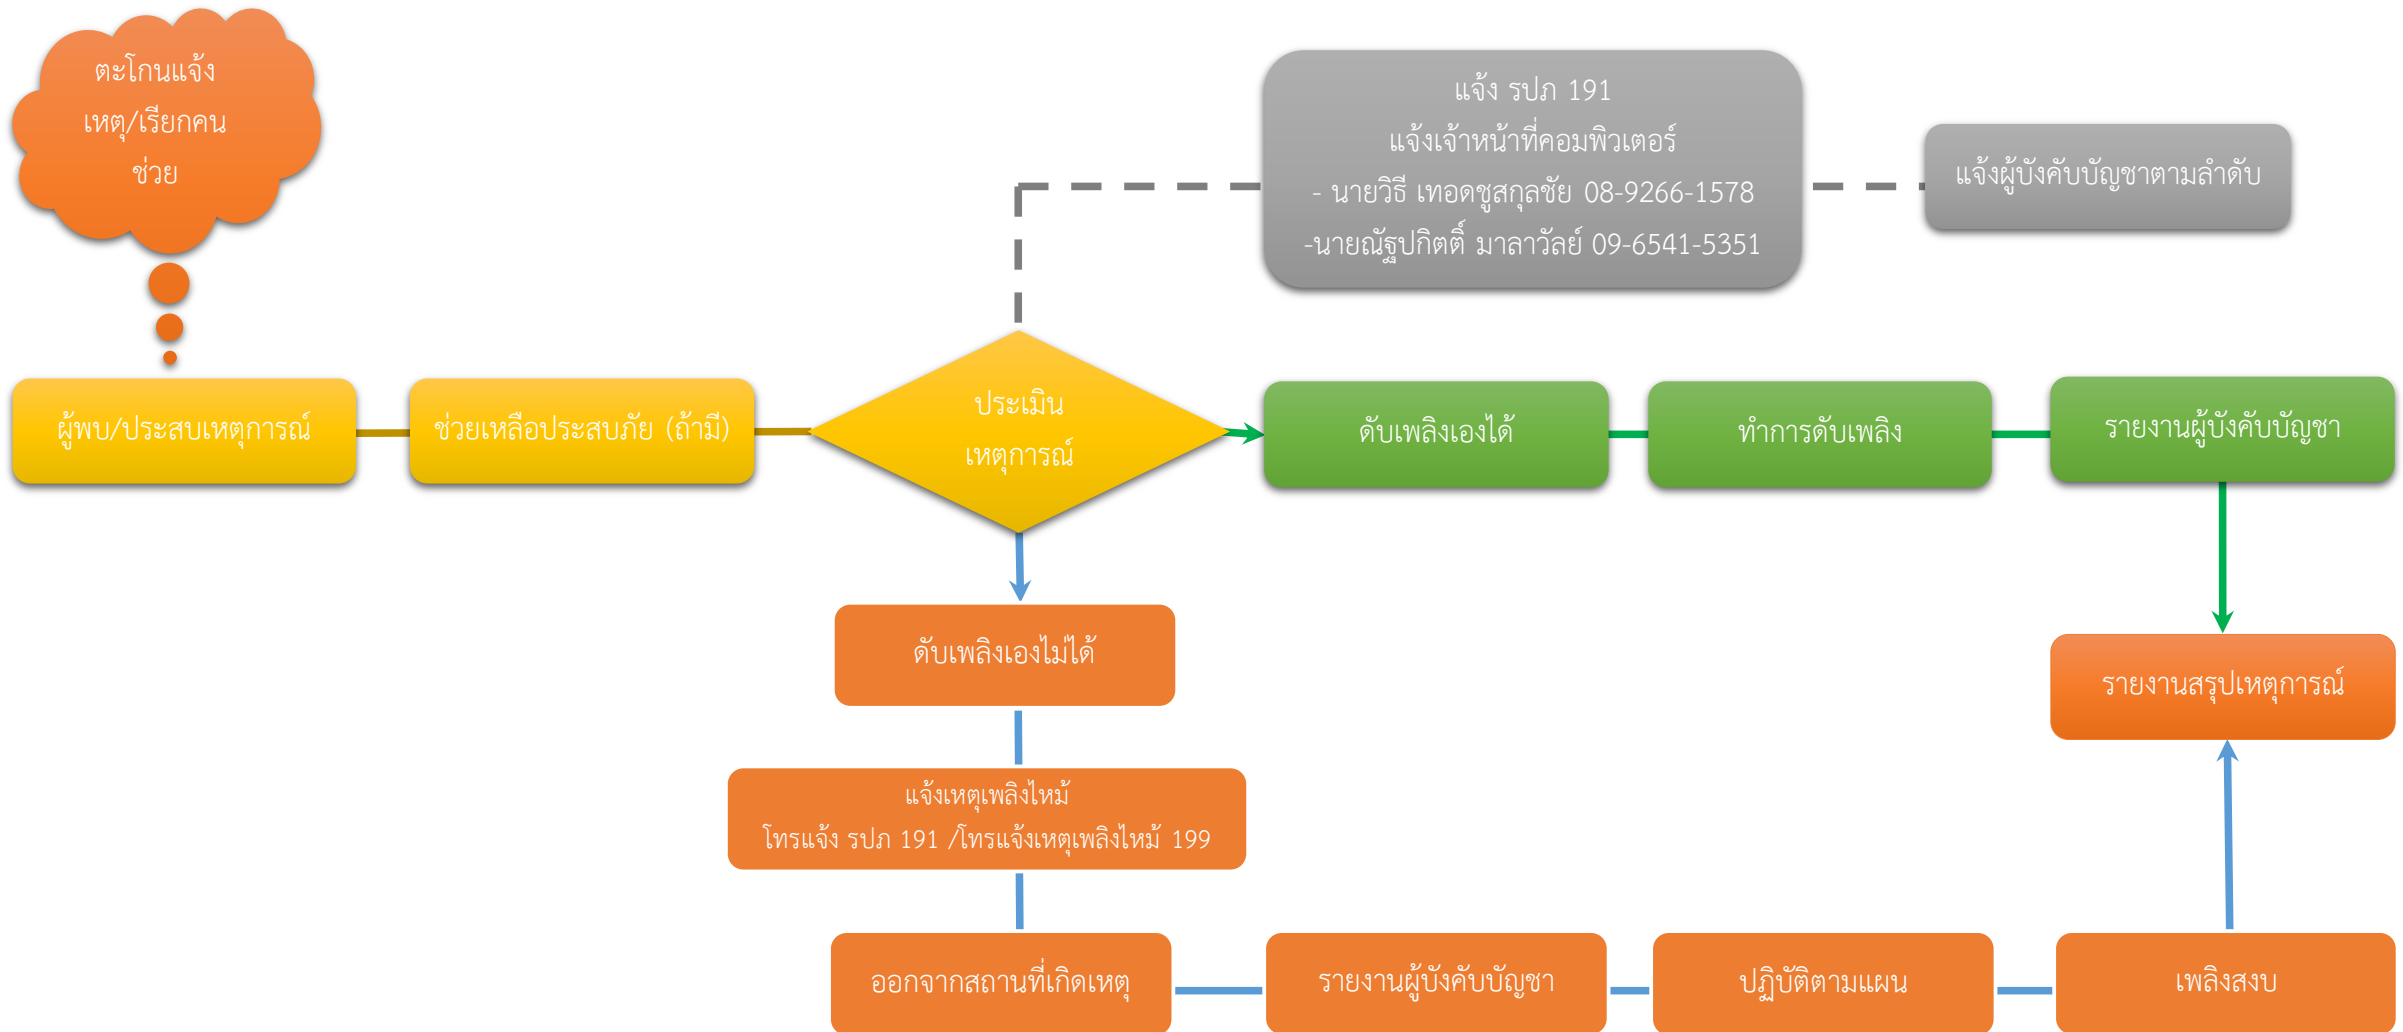 ตะโกนแจ้ง
เหตุ/เรียกคน
ช่วย
แจ้ง รปภ 191
แจ้งเจ้าหน้าที่คอมพิวเตอร์
- นายวิธี เทอดชูสกุลชัย 08-9266-1578
-นายณัฐปกิตติ์ มาลาวัลย์ 09-6541-5351
แจ้งผู้บังคับบัญชาตามลำดับ
ผู้พบ/ประสบเหตุการณ์
ช่วยเหลือประสบภัย (ถ้ามี)
ประเมิน
เหตุการณ์
ดับเพลิงเองได้
ทำการดับเพลิง
รายงานผู้บังคับบัญชา
ดับเพลิงเองไม่ได้
รายงานสรุปเหตุการณ์
แจ้งเหตุเพลิงไหม้
โทรแจ้ง รปภ 191 /โทรแจ้งเหตุเพลิงไหม้ 199
ออกจากสถานที่เกิดเหตุ
รายงานผู้บังคับบัญชา
ปฏิบัติตามแผน
เพลิงสงบ